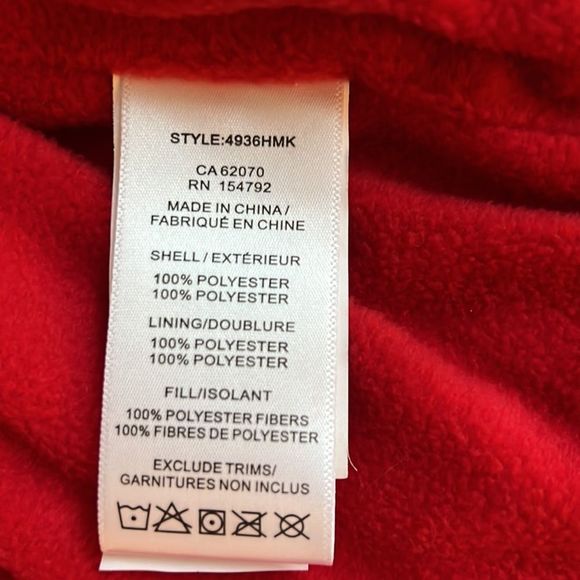 STYLE:4936HMK
CA 62070
RN 154792
MADE IN CHINA/
FABRIQUÉ EN CHINE
SHELL/EXTÉRIEUR
100% POLYESTER
100% POLYESTER
LINING/DOUBLURE
100% POLYESTER
100% POLYESTER
FILL/ISOLANT
100% POLYESTER FIBERS
100% FIBRES DE POLYESTER
EXCLUDE TRIMS/
GARNITURES NON INCLUS